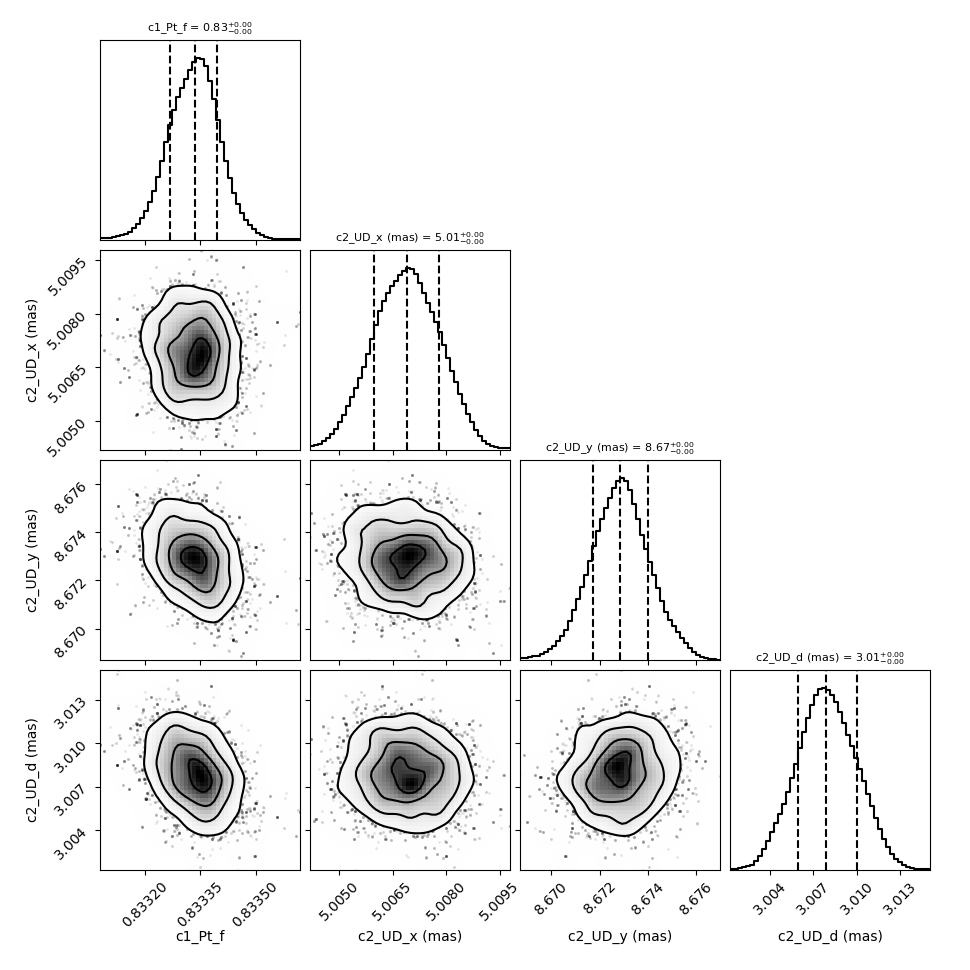 c1_Pt_f = 0.83+0.00 −0.00
c2_UD_x (mas) = 5.01+0.00 −0.00
c2_UD_y (mas) = 8.67+0.00 −0.00
c2_UD_d (mas) = 3.01+0.00 −0.00
c2_UD_x (mas)
5.0095
5.0080
5.0065
5.0050
c2_UD_y (mas)
8.676
8.674
8.672
8.670
c2_UD_d (mas)
3.013
3.010
3.007
3.004
0.83320 0.83335 0.83350
5.0050 5.0065 5.0080 5.0095
8.670 8.672 8.674 8.676
3.004 3.007 3.010 3.013
c1_Pt_f
c2_UD_x (mas)
c2_UD_y (mas)
c2_UD_d (mas)